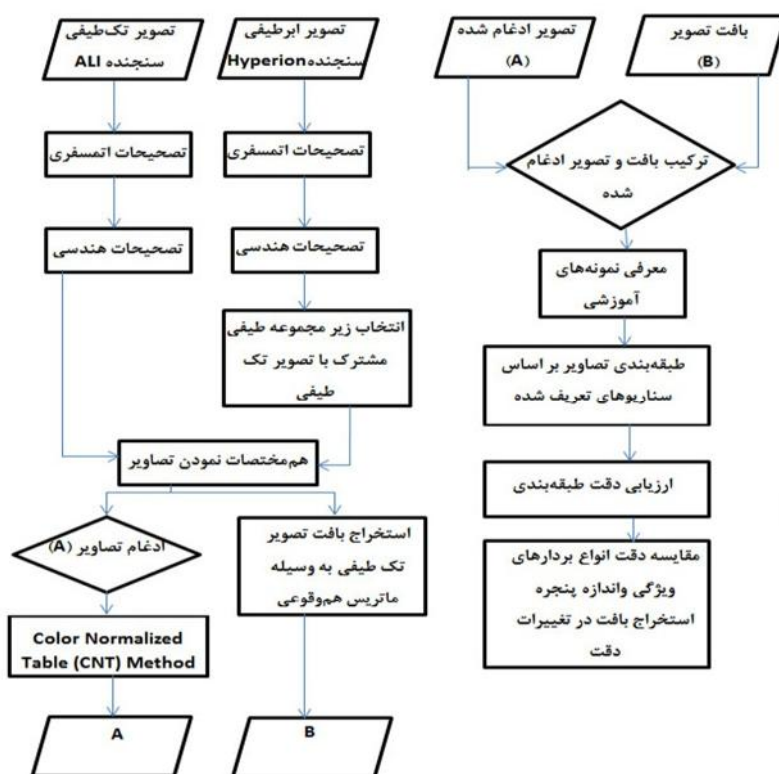 تصویر تک‌طیفی
سنجنده ALI
تصویر ابرطیفی
سنجنده Hyperion
تصحیحات اتمسفری
تصحیحات اتمسفری
تصحیحات هندسی
تصحیحات هندسی
انتخاب زیر مجموعه طیفی
مشترک با تصویر تک
طیفی
هم‌مختصات نمودن تصاویر
ادغام تصاویر (A)
استخراج بافت تصویر
تک طیفی به وسیله
ماتریس هم‌وقوعی
Color Normalized
Table (CNT) Method
A
B
تصویر ادغام شده
(A)
بافت تصویر
(B)
ترکیب بافت و تصویر ادغام
شده
معرفی نمونه‌های
آموزشی
طبقه‌بندی تصاویر بر اساس
سناریوهای تعریف شده
ارزیابی دقت طبقه‌بندی
مقایسه دقت انواع بردارهای
ویژگی واندازه پنجره
استخراج بافت در تغییرات
دقت